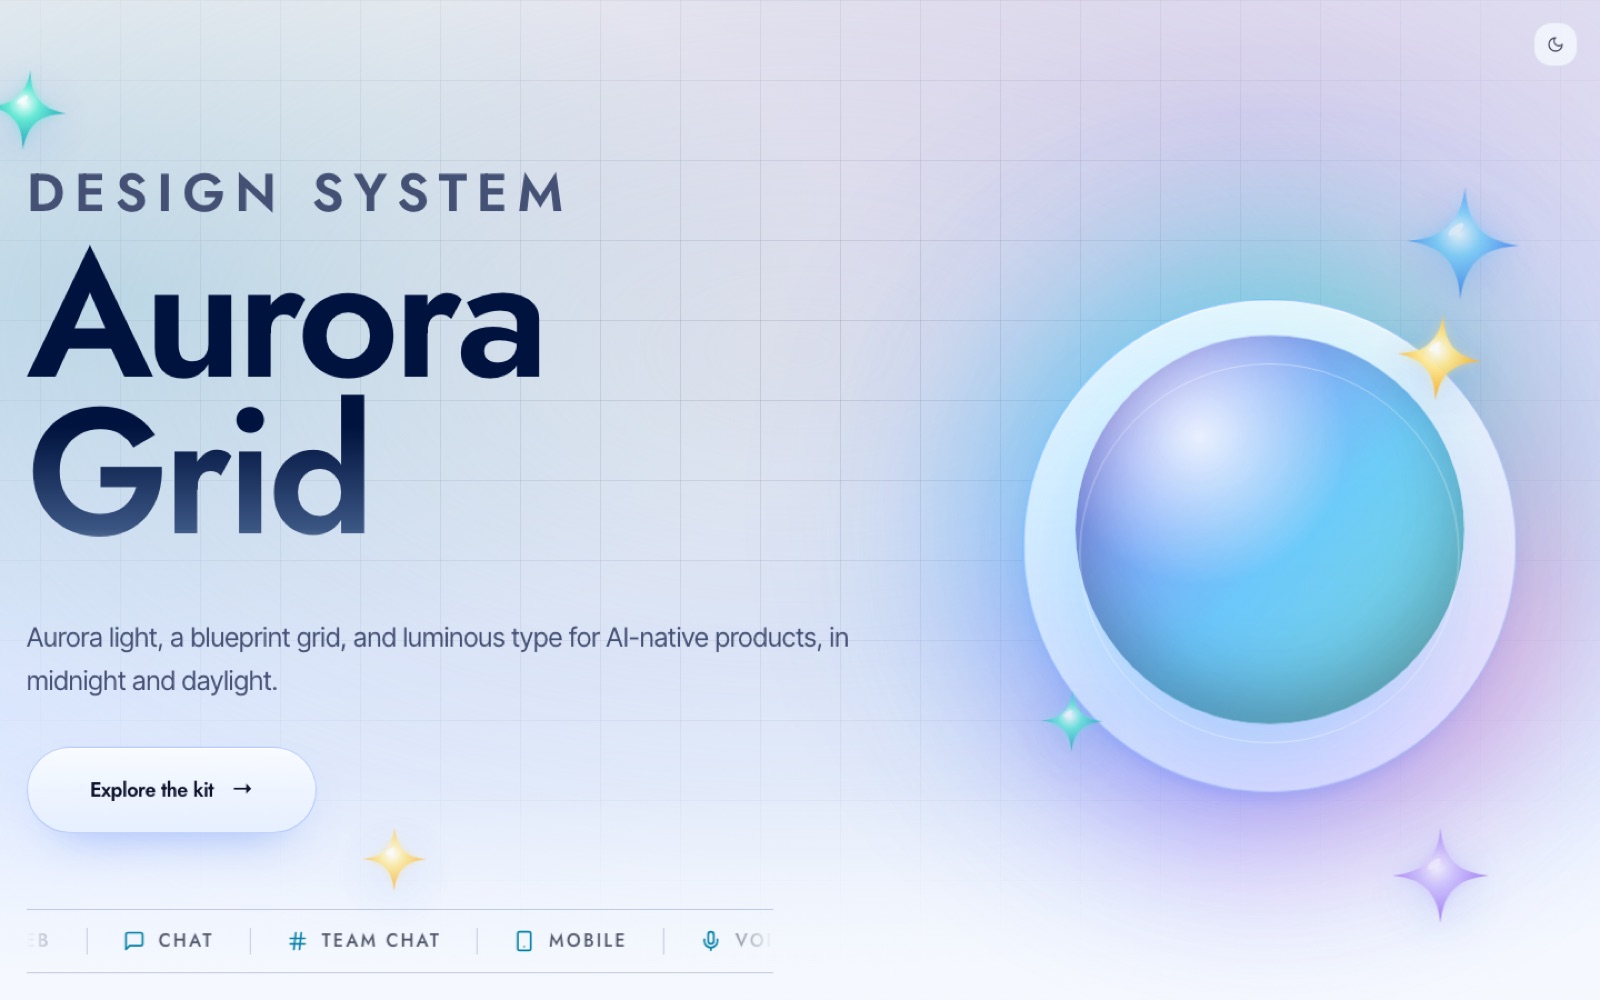 DESIGN SYSTEM
Aurora
Grid
Aurora light, a blueprint grid, and luminous type for AI-native products, in
midnight and daylight.
Explore the kit →
CHAT
# TEAM CHAT
MOBILE